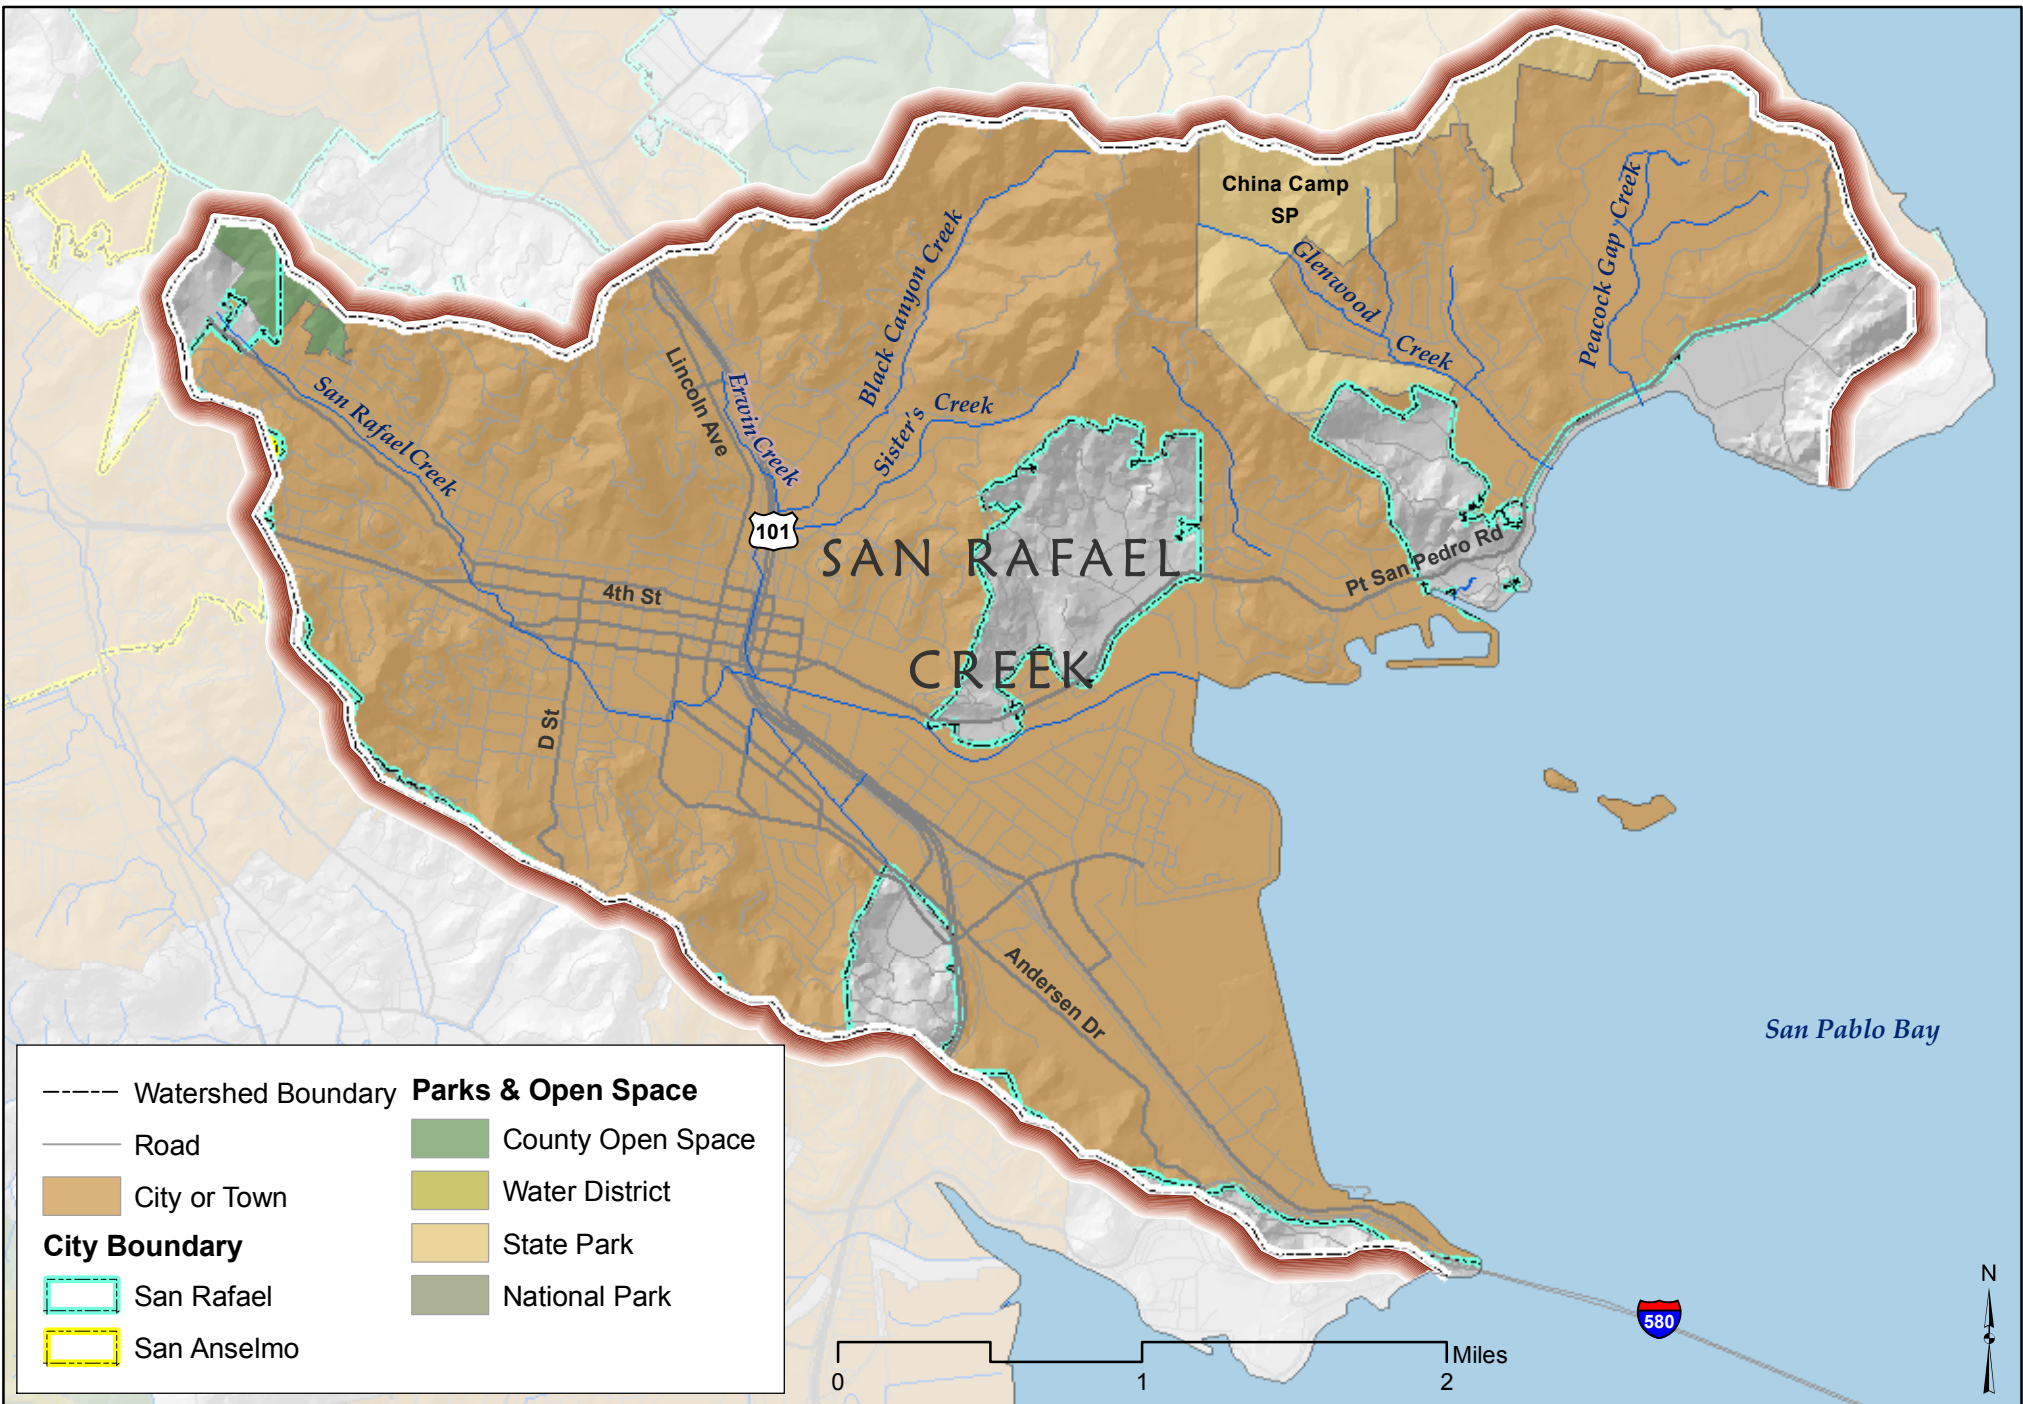 China Camp
SP
Glenwood
Creek
Peacock Gap Creek
Black Canyon Creek
Sister's Creek
Erwin Creek
Lincoln Ave
San Rafael Creek
101
SAN RAFAEL
CREEK
4th St
D St
Pt San Pedro Rd
Andersen Dr
San Pablo Bay
580
N
Watershed Boundary
Road
City or Town
City Boundary
San Rafael
San Anselmo
Parks & Open Space
County Open Space
Water District
State Park
National Park
Miles
0 1 2